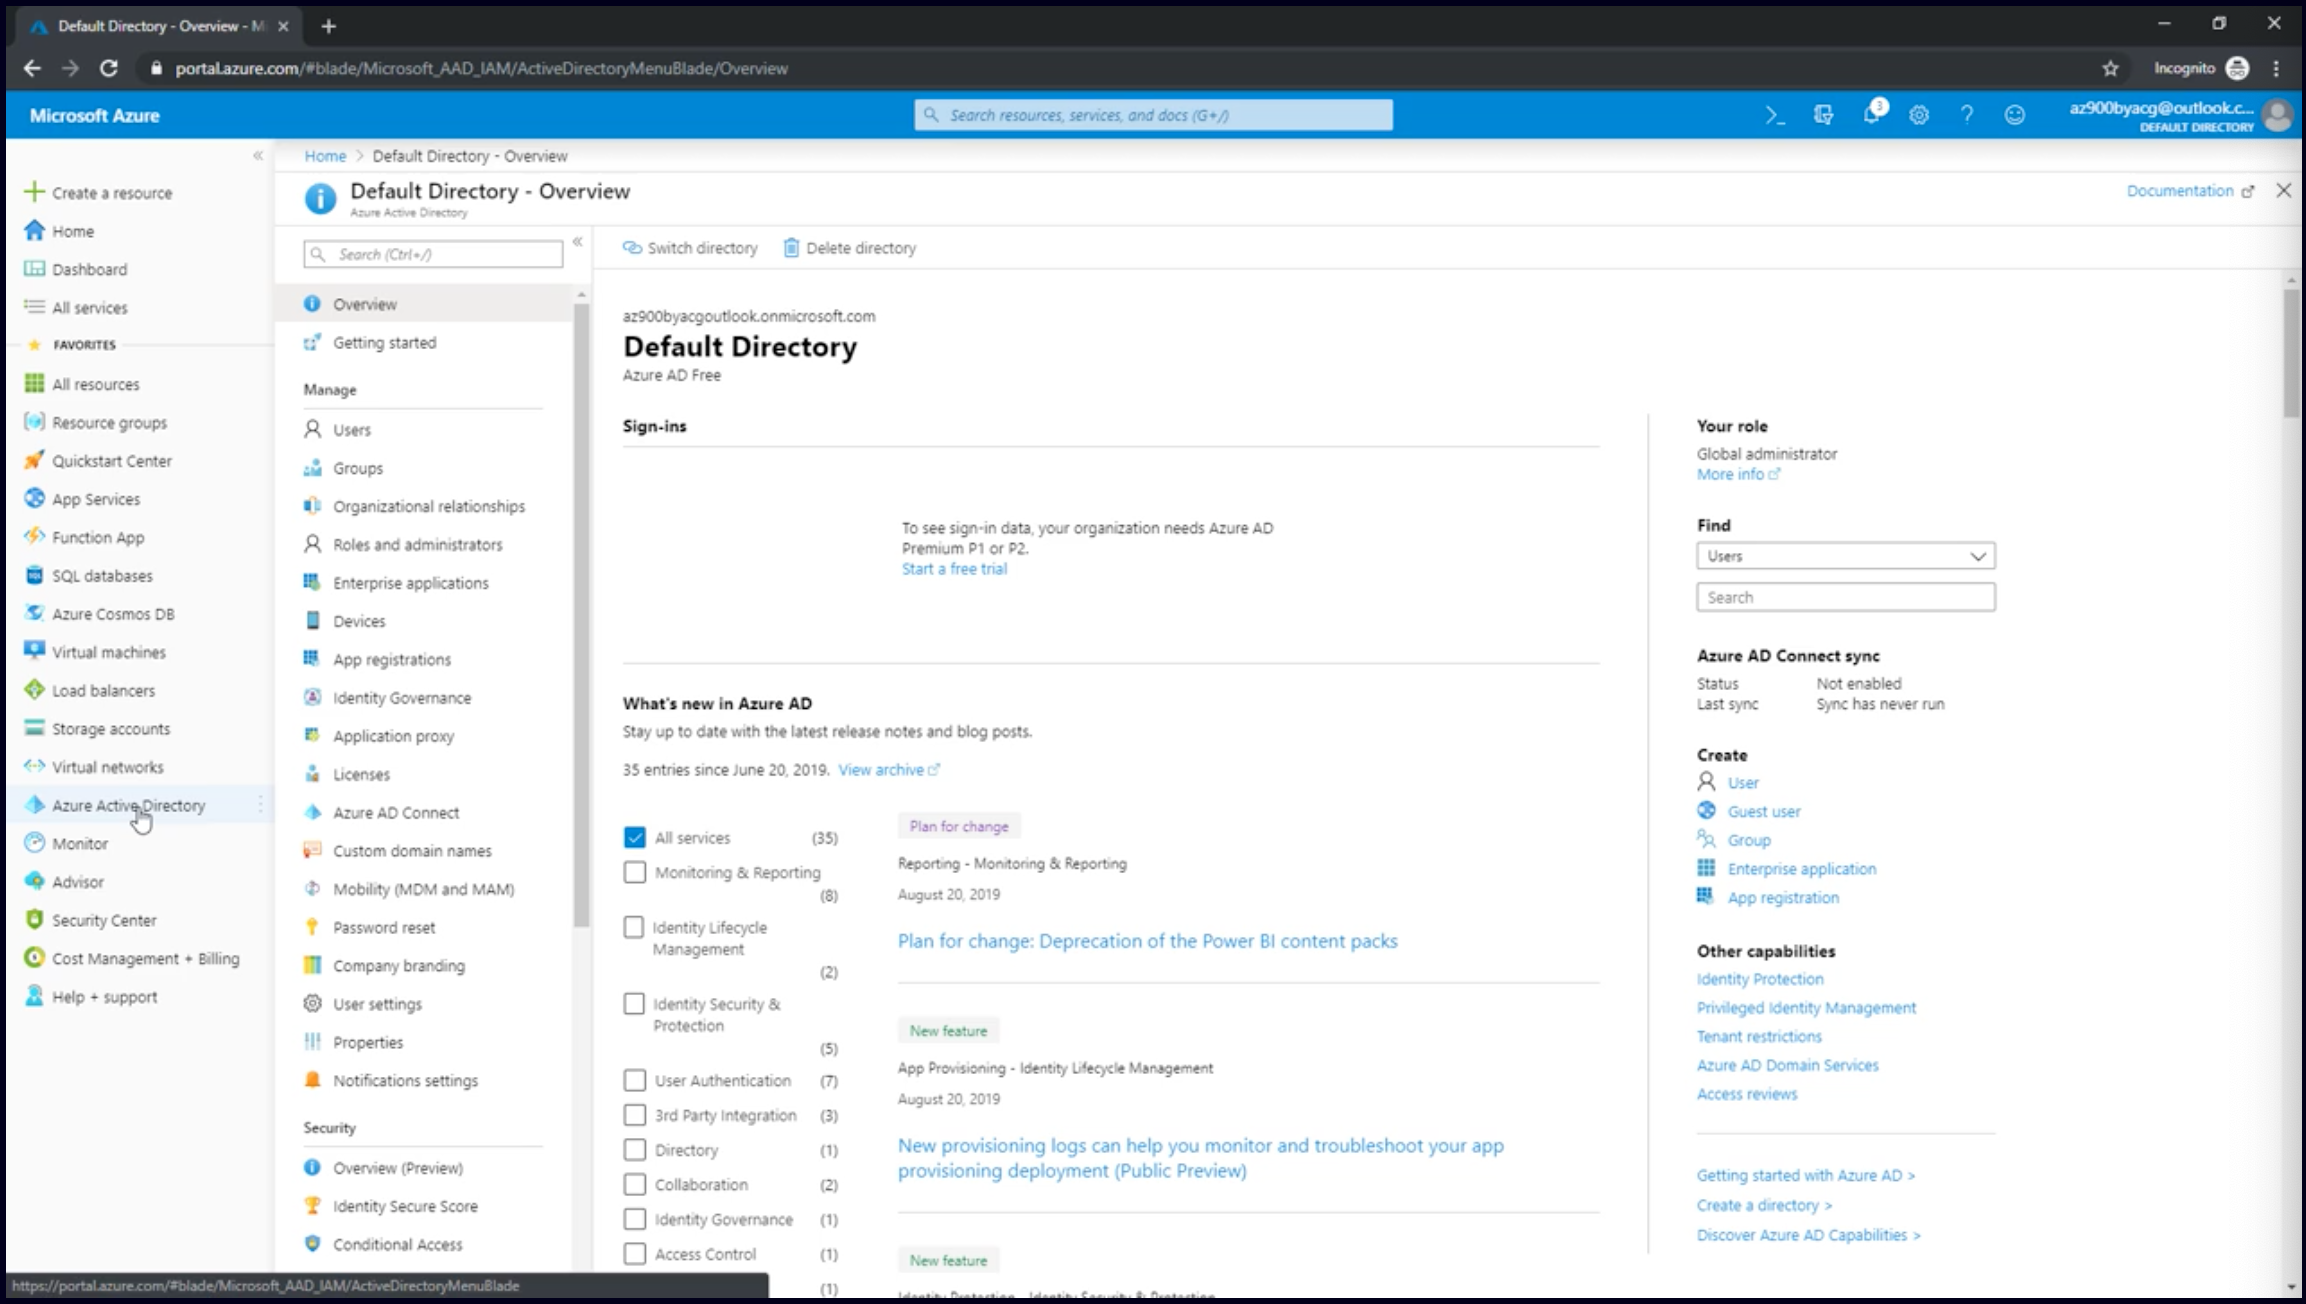 Default Directory - Overview - M
portal.azure.com/#blade/Microsoft_AAD_IAM/ActiveDirectoryMenuBlade/Overview
Incognito
Microsoft Azure
Search resources, services, and docs (G+/)
3
az900byacg@outlook.c...
DEFAULT DIRECTORY
Home > Default Directory - Overview
Default Directory - Overview
Azure Active Directory
Documentation
Create a resource
Home
Dashboard
All services
FAVORITES
All resources
Resource groups
Quickstart Center
App Services
Function App
SQL databases
Azure Cosmos DB
Virtual machines
Load balancers
Storage accounts
Virtual networks
Azure Active Directory
Monitor
Advisor
Security Center
Cost Management + Billing
Help + support
Search (Ctrl+/)
Overview
Getting started
Manage
Users
Groups
Organizational relationships
Roles and administrators
Enterprise applications
Devices
App registrations
Identity Governance
Application proxy
Licenses
Azure AD Connect
Custom domain names
Mobility (MDM and MAM)
Password reset
Company branding
User settings
Properties
Notifications settings
Security
Overview (Preview)
Identity Secure Score
Conditional Access
Switch directory
Delete directory
az900byacgoutlook.onmicrosoft.com
Default Directory
Azure AD Free
Sign-ins
To see sign-in data, your organization needs Azure AD
Premium P1 or P2.
Start a free trial
What's new in Azure AD
Stay up to date with the latest release notes and blog posts.
35 entries since June 20, 2019. View archive
All services (35)
Monitoring & Reporting
(8)
Identity Lifecycle
Management
(2)
Identity Security &
Protection
(5)
User Authentication (7)
3rd Party Integration (3)
Directory (1)
Collaboration (2)
Identity Governance (1)
Access Control (1)
(1)
Plan for change
Reporting - Monitoring & Reporting
August 20, 2019
Plan for change: Deprecation of the Power BI content packs
New feature
App Provisioning - Identity Lifecycle Management
August 20, 2019
New provisioning logs can help you monitor and troubleshoot your app
provisioning deployment (Public Preview)
New feature
Identity Protection - Identity Security & Protection
Your role
Global administrator
More info
Find
Users
Search
Azure AD Connect sync
Status Not enabled
Last sync Sync has never run
Create
User
Guest user
Group
Enterprise application
App registration
Other capabilities
Identity Protection
Privileged Identity Management
Tenant restrictions
Azure AD Domain Services
Access reviews
Getting started with Azure AD >
Create a directory >
Discover Azure AD Capabilities >
https://portal.azure.com/#blade/Microsoft_AAD_IAM/ActiveDirectoryMenuBlade